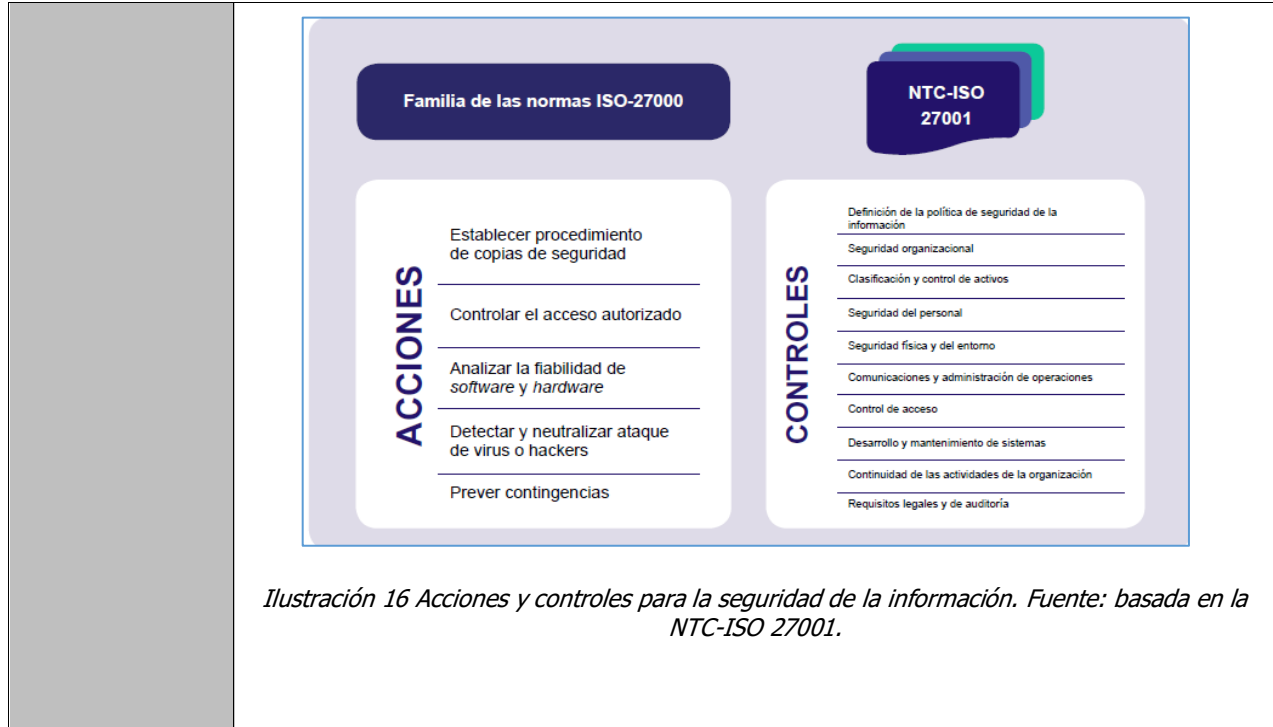 Familia de las normas ISO-27000
NTC-ISO
27001
ACCIONES
Establecer procedimiento
de copias de seguridad
Controlar el acceso autorizado
Analizar la fiabilidad de
software y hardware
Detectar y neutralizar ataque
de virus o hackers
Prever contingencias
CONTROLES
Definición de la política de seguridad de la
información
Seguridad organizacional
Clasificación y control de activos
Seguridad del personal
Seguridad física y del entorno
Comunicaciones y administración de operaciones
Control de acceso
Desarrollo y mantenimiento de sistemas
Continuidad de las actividades de la organización
Requisitos legales y de auditoría
Ilustración 16 Acciones y controles para la seguridad de la información. Fuente: basada en la
NTC-ISO 27001.